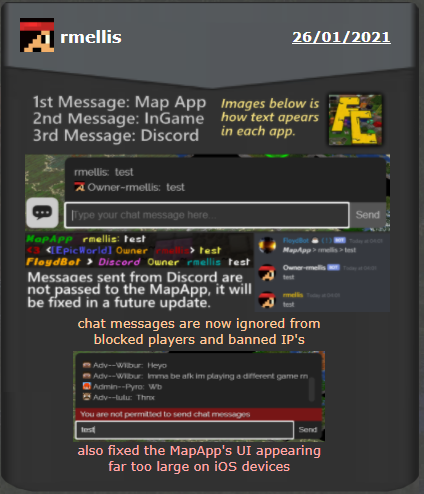 rmellis
26/01/2021
1st Message: Map App
2nd Message: InGame
3rd Message: Discord
Images below is
how text apears
in each app.
rmellis: test
Owner-rmellis: test
Type your chat message here...
Send
MapApp rmellis: test
<[EpicWorld] Owner rmellis> test
FloydBot > Discord Owner rmellis test
Messages sent from Discord are
not passed to the MapApp, it will
be fixed in a future update.
FloydBot
MapApp > rmellis > test
Owner-rmellis
test
rmellis
test
chat messages are now ignored from
blocked players and banned IP's
Adv--Wilbur: Heyo
Adv--Wilbur: Imma be afk im playing a different game rn
Admin--Pyro: Wb
Adv--lulu: Thnx
You are not permitted to send chat messages
test
Send
also fixed the MapApp's UI appearing
far too large on iOS devices